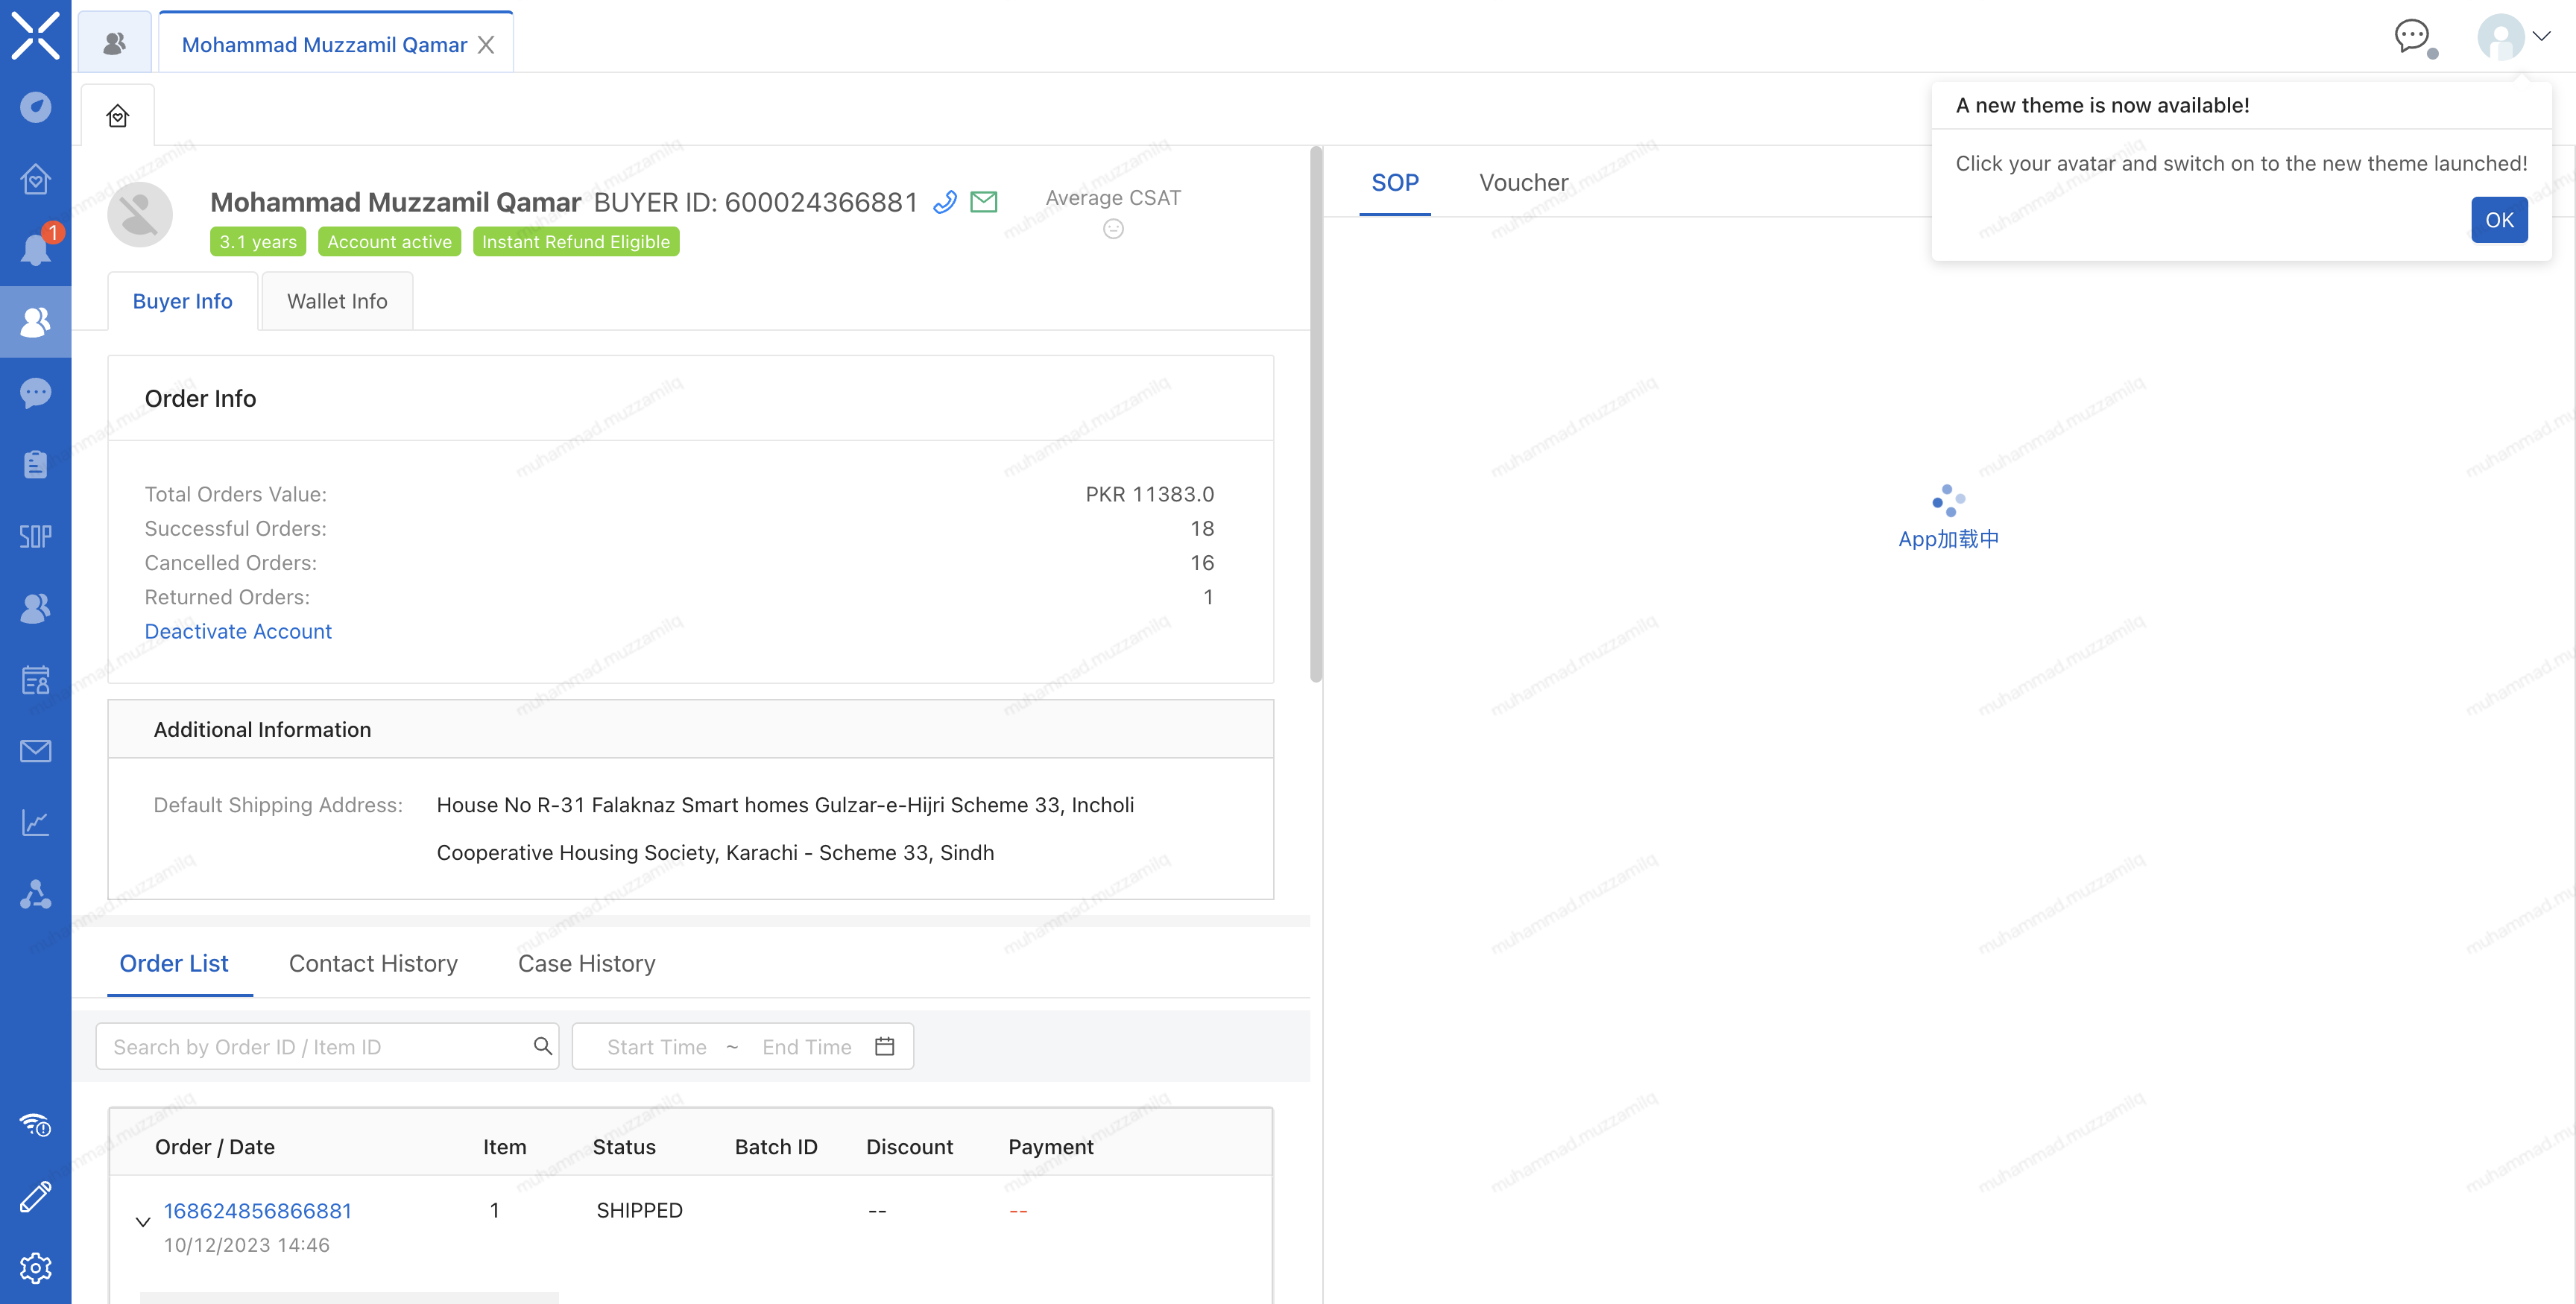 Mohammad Muzzamil Qamar
A new theme is now available!
Click your avatar and switch on to the new theme launched!
OK
1
Mohammad Muzzamil Qamar BUYER ID: 600024366881
Average CSAT
3.1 years Account active Instant Refund Eligible
SOP Voucher
Buyer Info Wallet Info
Order Info
Total Orders Value: PKR 11383.0
Successful Orders: 18
Cancelled Orders: 16
Returned Orders: 1
Deactivate Account
SOP
App加载中
Additional Information
Default Shipping Address: House No R-31 Falaknaz Smart homes Gulzar-e-Hijri Scheme 33, Incholi
Cooperative Housing Society, Karachi - Scheme 33, Sindh
Order List Contact History Case History
Search by Order ID / Item ID Start Time ~ End Time
Order / Date Item Status Batch ID Discount Payment
168624856866881 1 SHIPPED -- --
10/12/2023 14:46
muhammad.muzzamilq